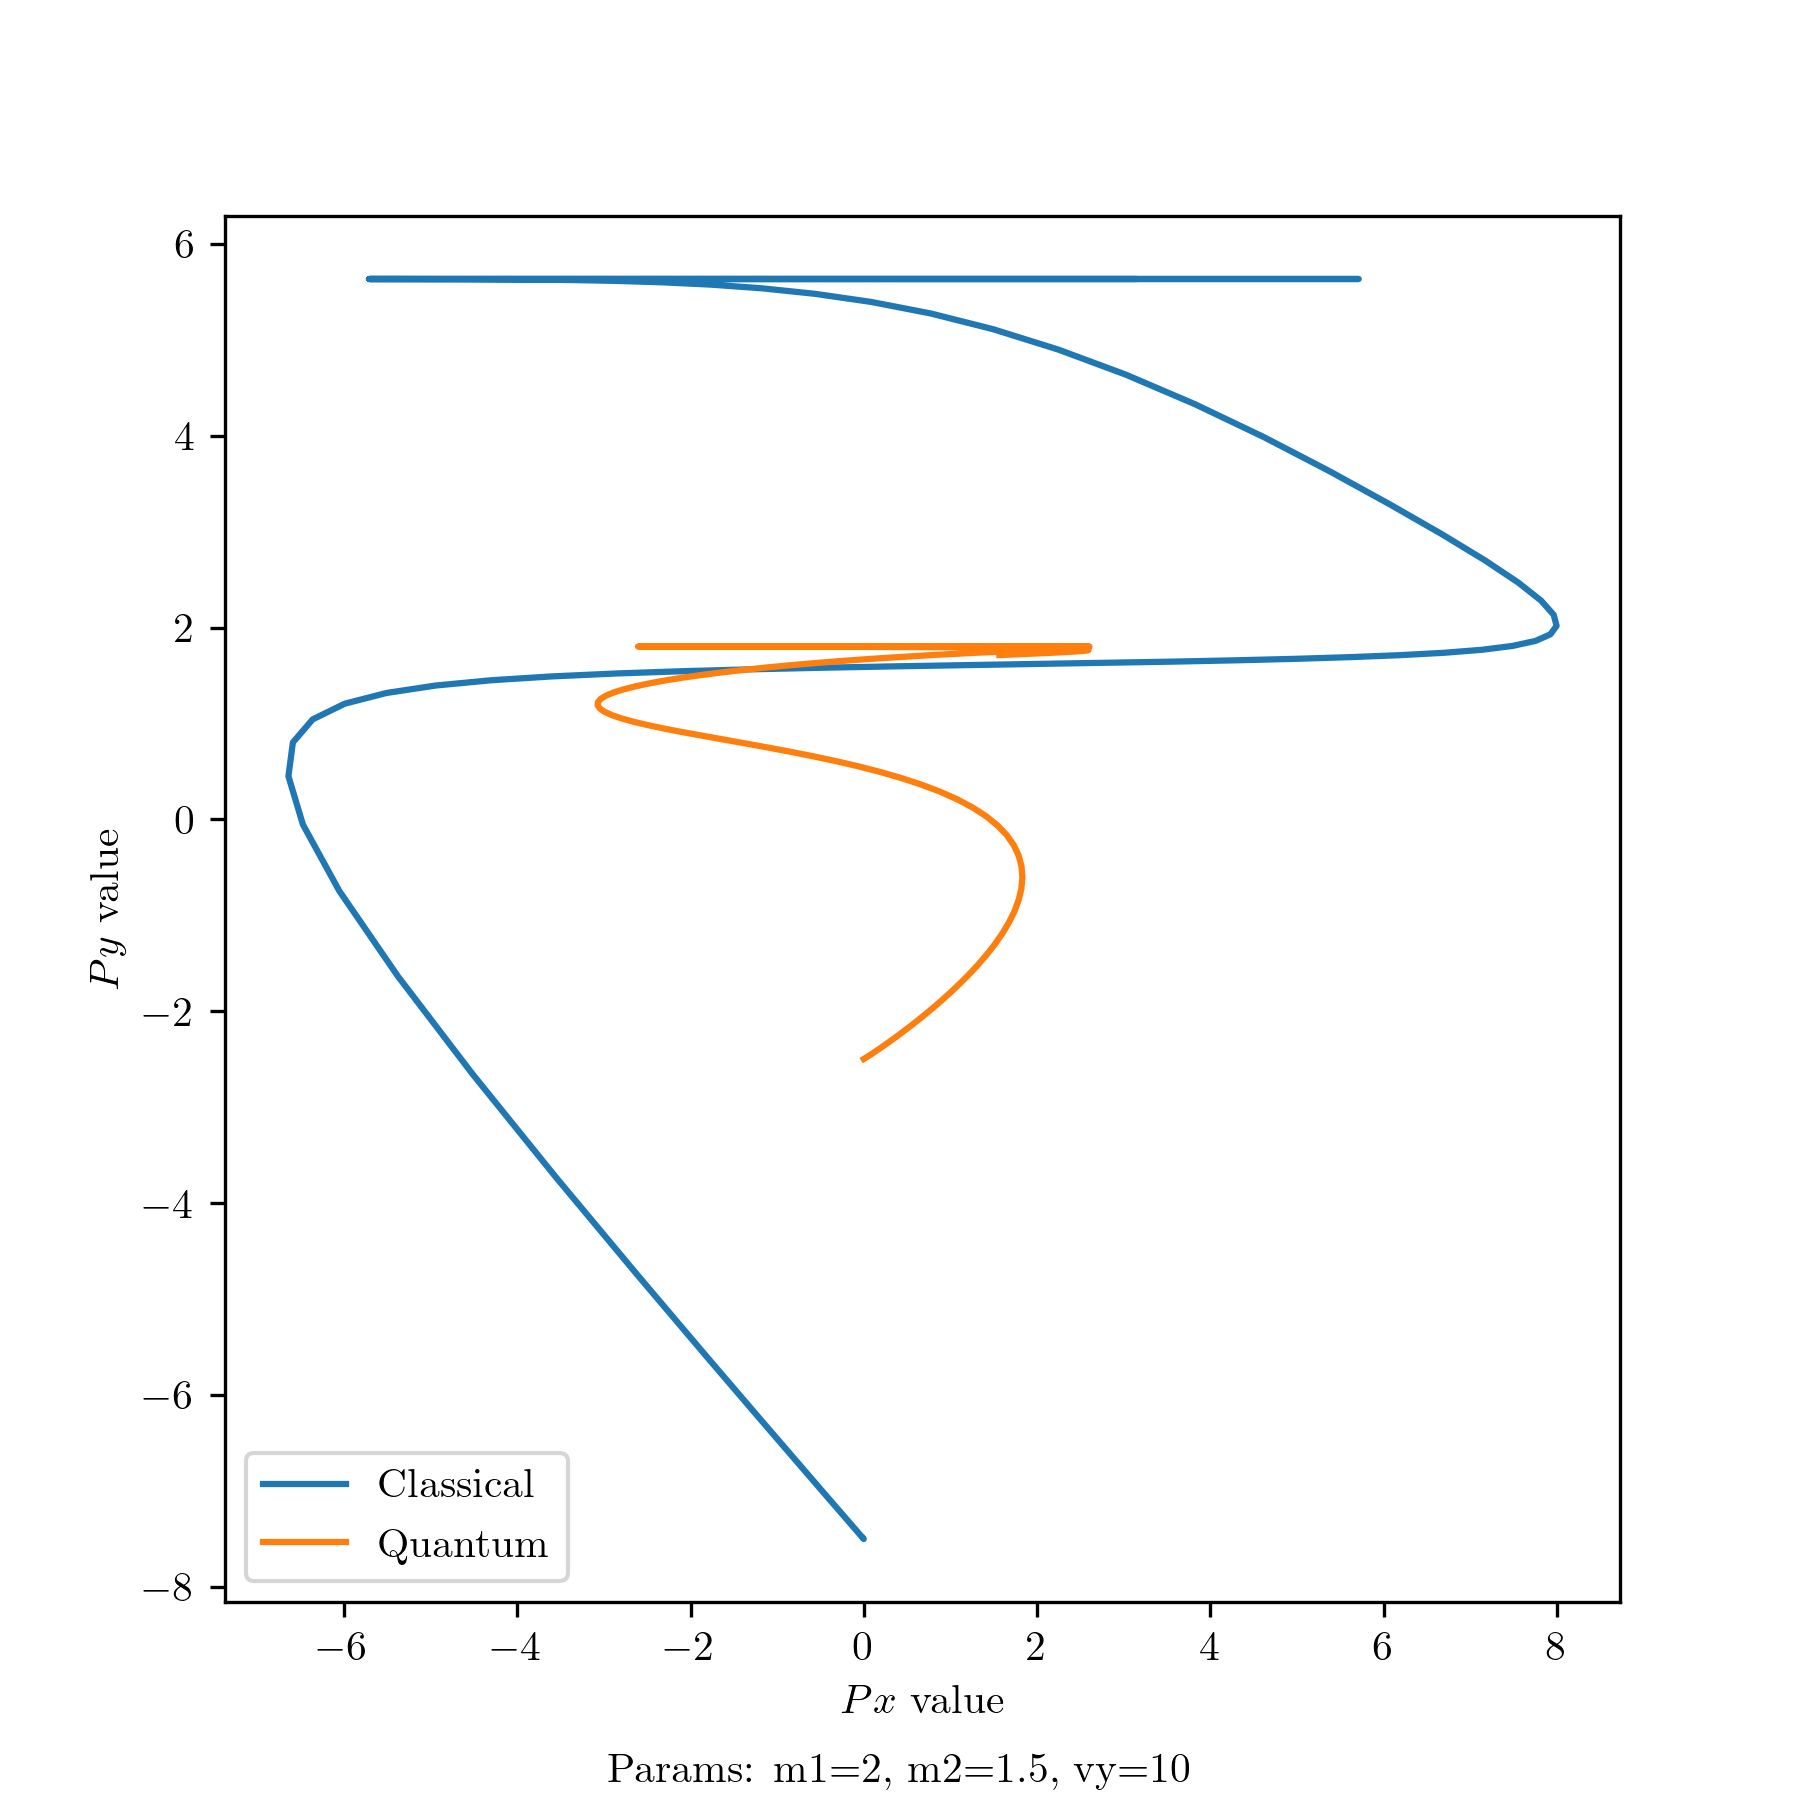 6
4
2
0
−2
−4
−6
−8
Py value
Classical
Quantum
−6 −4 −2 0 2 4 6 8
Px value
Params: m1=2, m2=1.5, vy=10